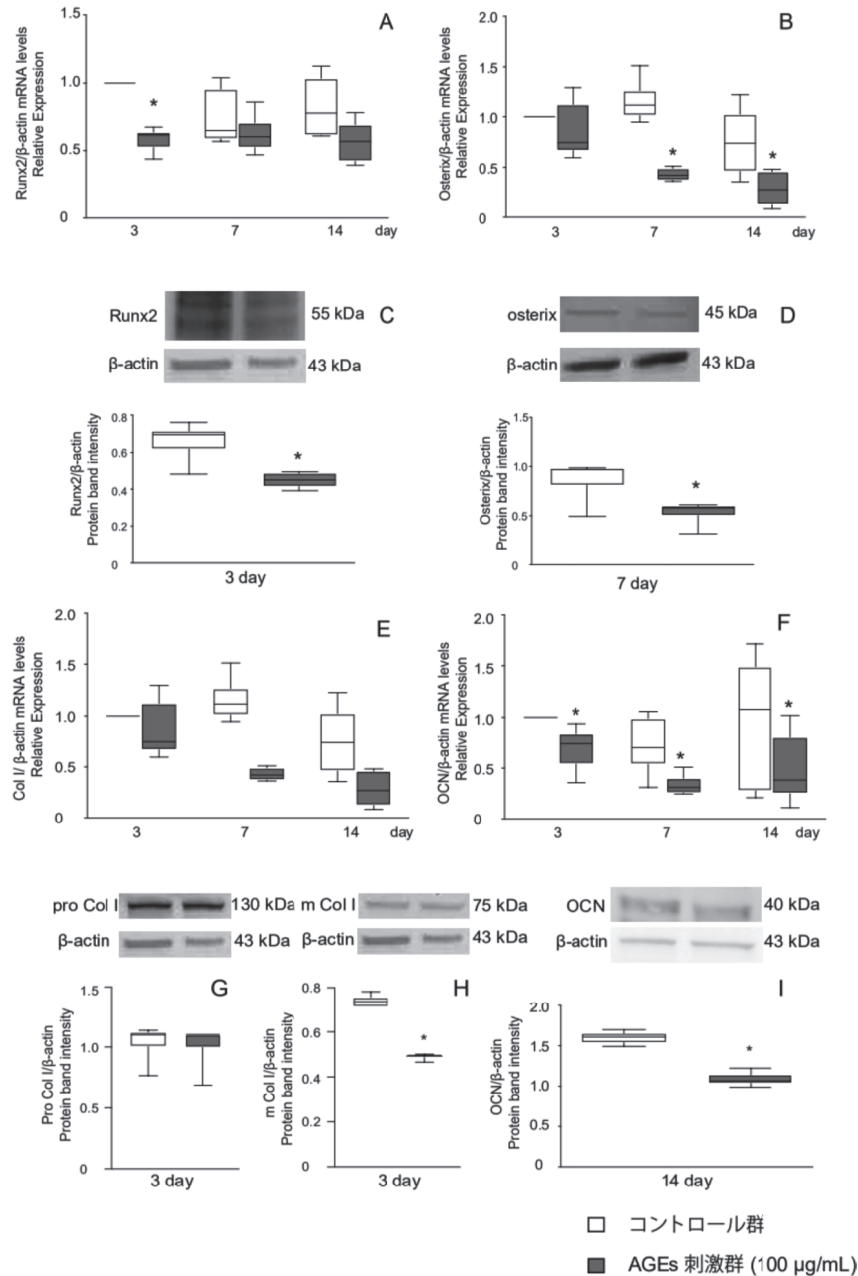 A
Runx2/β-actin mRNA levels
Relative Expression
1.5
1.0
0.5
0
*
3 7 14 day
B
Osterix/β-actin mRNA levels
Relative Expression
2.0
1.5
1.0
0.5
0
*
*
3 7 14 day
Runx2 55 kDa C
β-actin 43 kDa
Runx2/β-actin
Protein band intensity
0.8
0.6
0.4
0.2
0
*
3 day
osterix 45 kDa D
β-actin 43 kDa
Osterix/β-actin
Protein band intensity
1.5
1.0
0.5
0
*
7 day
E
Col I/ β-actin mRNA levels
Relative Expression
2.0
1.5
1.0
0.5
0
3 7 14 day
F
OCN/β-actin mRNA levels
Relative Expression
2.0
1.5
1.0
0.5
0
*
*
*
3 7 14 day
pro Col I 130 kDa
β-actin 43 kDa
G
Pro Col I/β-actin
Protein band intensity
1.5
1.0
0.5
0
3 day
m Col I 75 kDa
β-actin 43 kDa
H
m Col I/β-actin
Protein band intensity
0.8
0.6
0.4
0.2
0
*
3 day
OCN 40 kDa
β-actin 43 kDa
I
OCN/β-actin
Protein band intensity
2.0
1.5
1.0
0.5
0
*
14 day
コントロール群
AGEs 刺激群 (100 μg/mL)